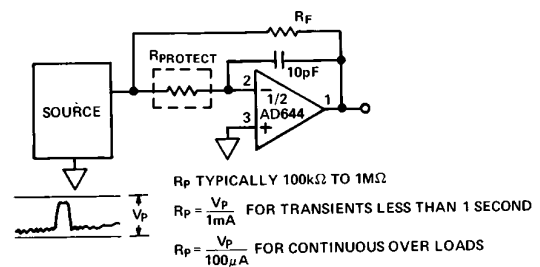 RF
RPROTECT
10pF
SOURCE
2
1/2
AD644
3
1
VP
RP TYPICALLY 100kΩ TO 1MΩ
RP = VP/1mA FOR TRANSIENTS LESS THAN 1 SECOND
RP = VP/100μA FOR CONTINUOUS OVER LOADS